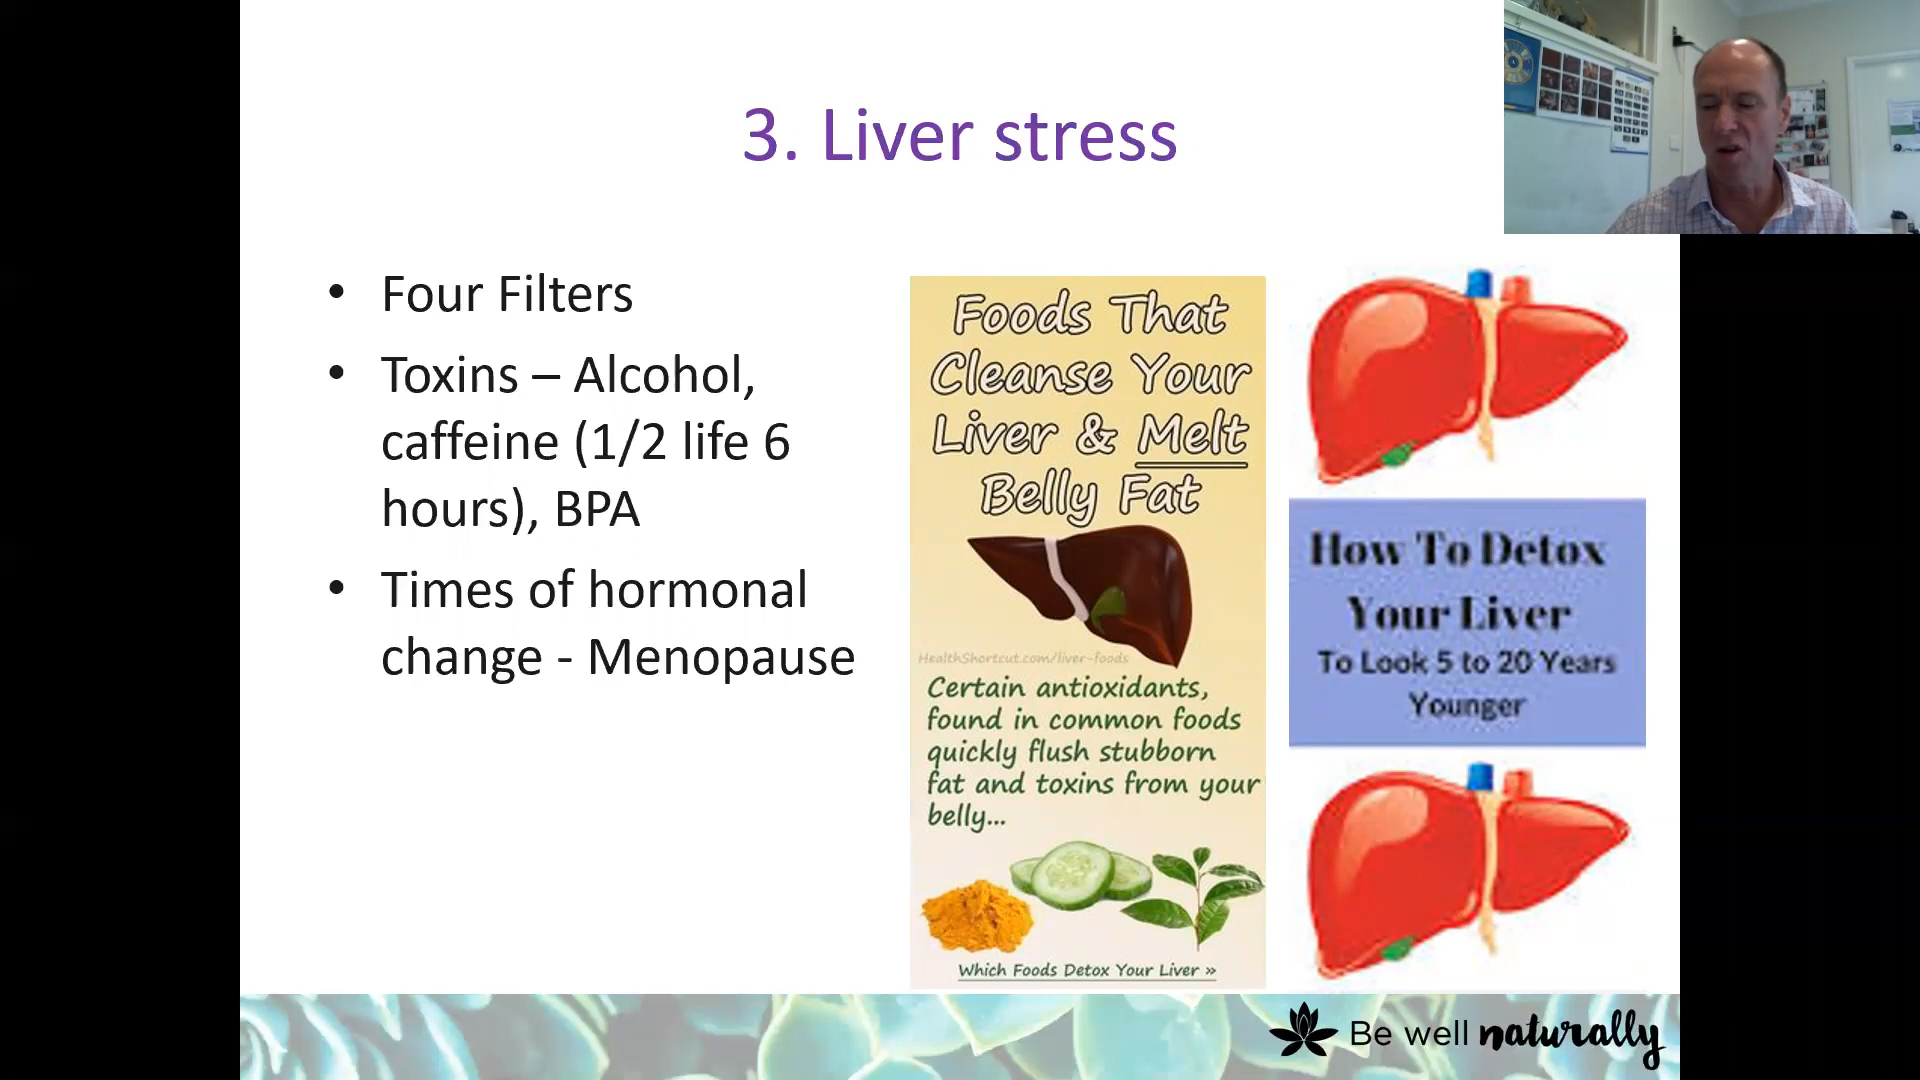 3. Liver stress
• Four Filters
• Toxins – Alcohol,
caffeine (1/2 life 6
hours), BPA
• Times of hormonal
change - Menopause
Foods That
Cleanse Your
Liver & Melt
Belly Fat
HealthShortcut.com/liver-foods
Certain antioxidants,
found in common foods
quickly flush stubborn
fat and toxins from your
belly...
Which Foods Detox Your Liver »
How To Detox
Your Liver
To Look 5 to 20 Years
Younger
Be well naturally